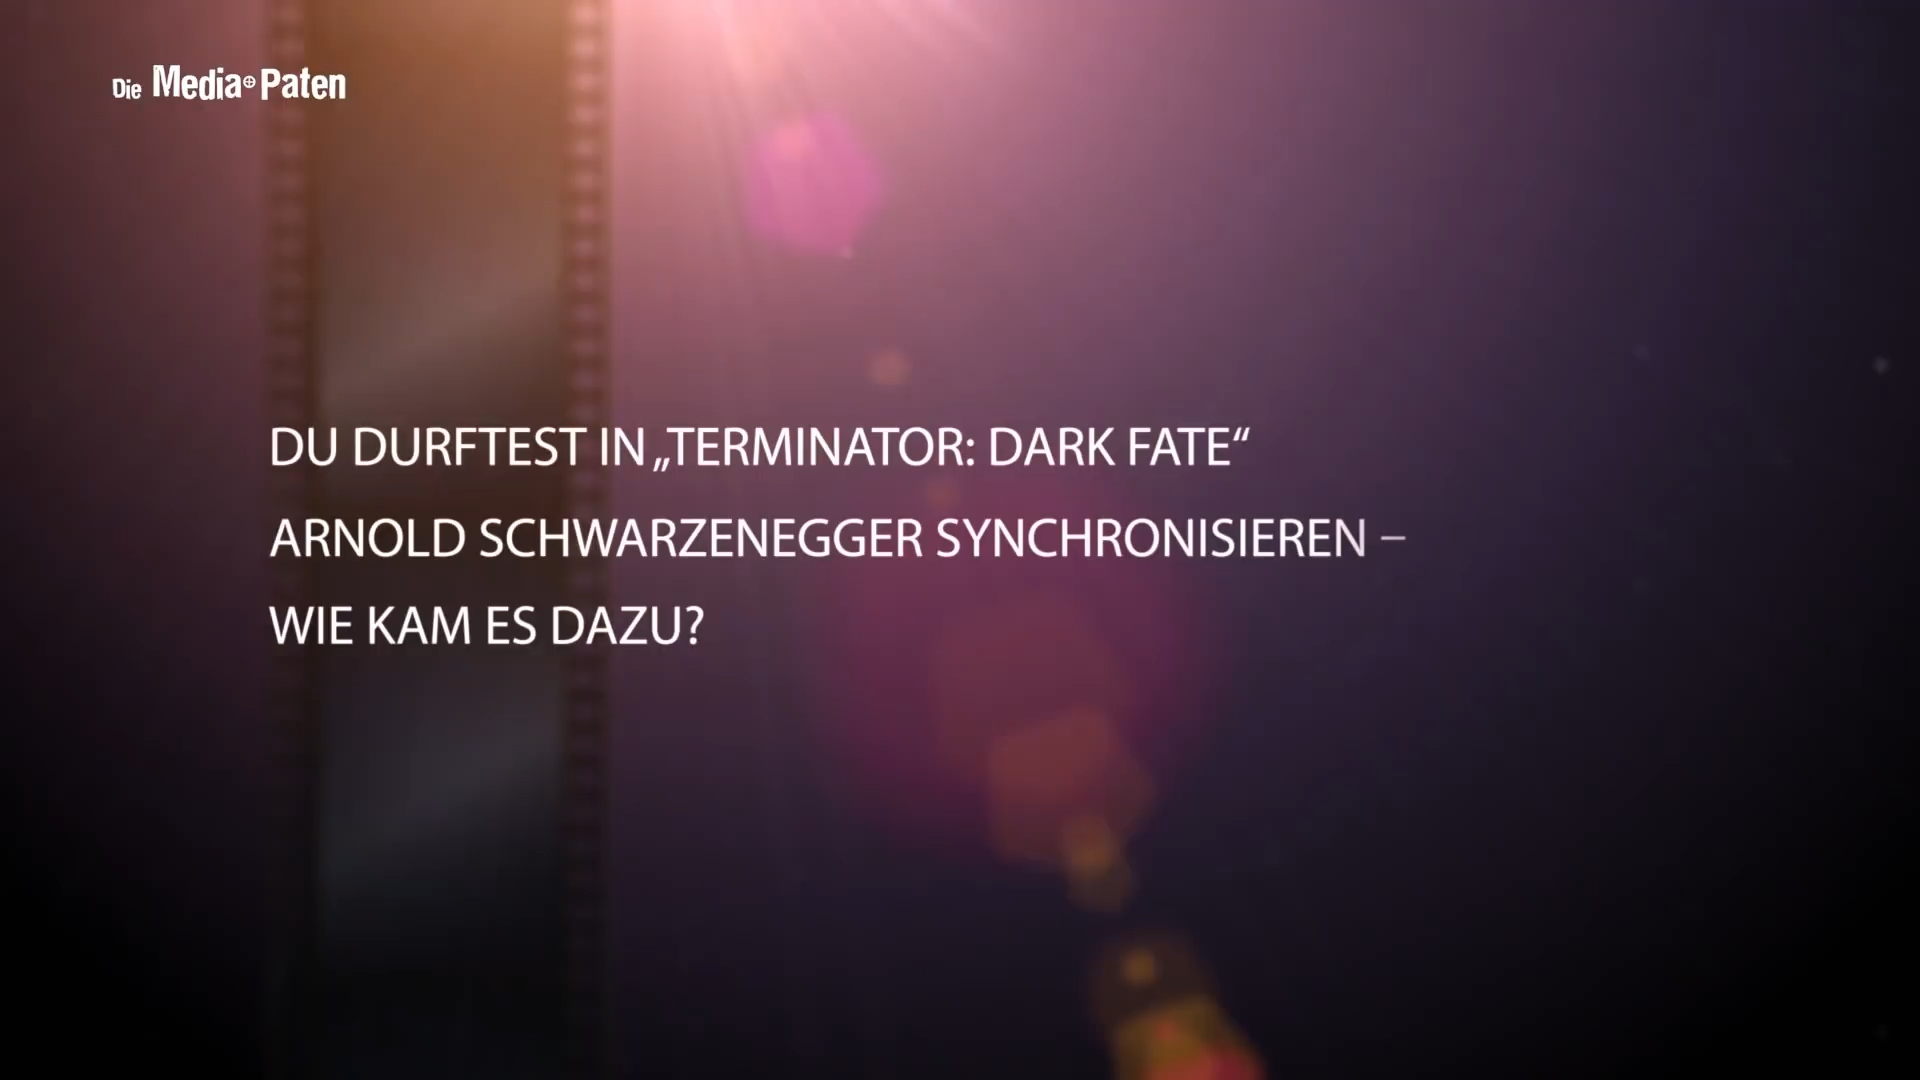 Die Media Paten
DU DURFTEST IN „TERMINATOR: DARK FATE“
ARNOLD SCHWARZENEGGER SYNCHRONISIEREN –
WIE KAM ES DAZU?